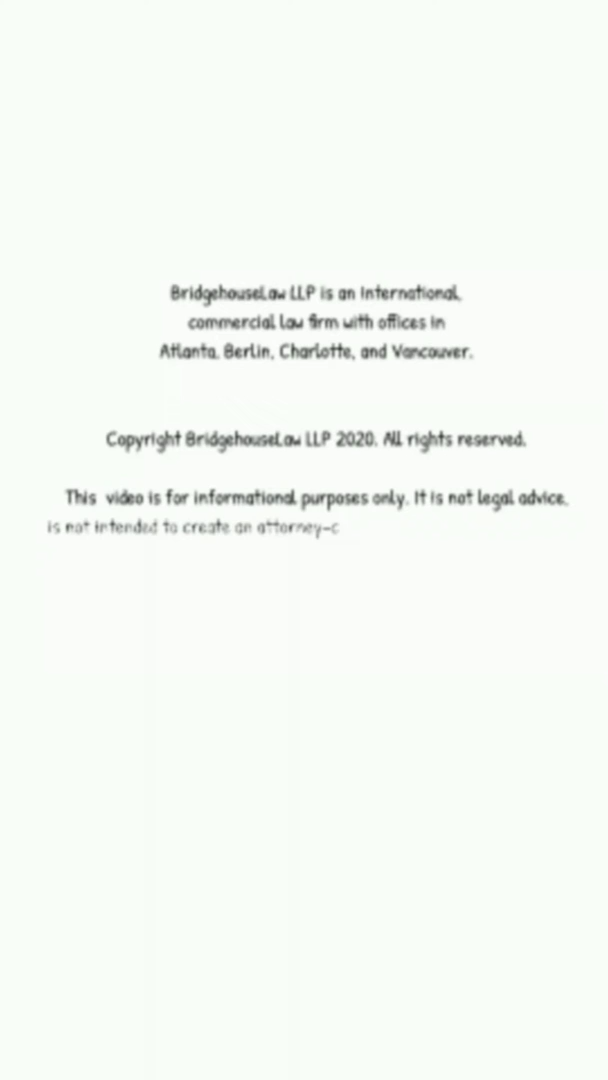 BridgehouseLaw LLP is an International,
commercial law firm with offices in
Atlanta, Berlin, Charlotte, and Vancouver.
Copyright BridgehouseLaw LLP 2020. All rights reserved.
This video is for informational purposes only. It is not legal advice,
is not intended to create an attorney-c